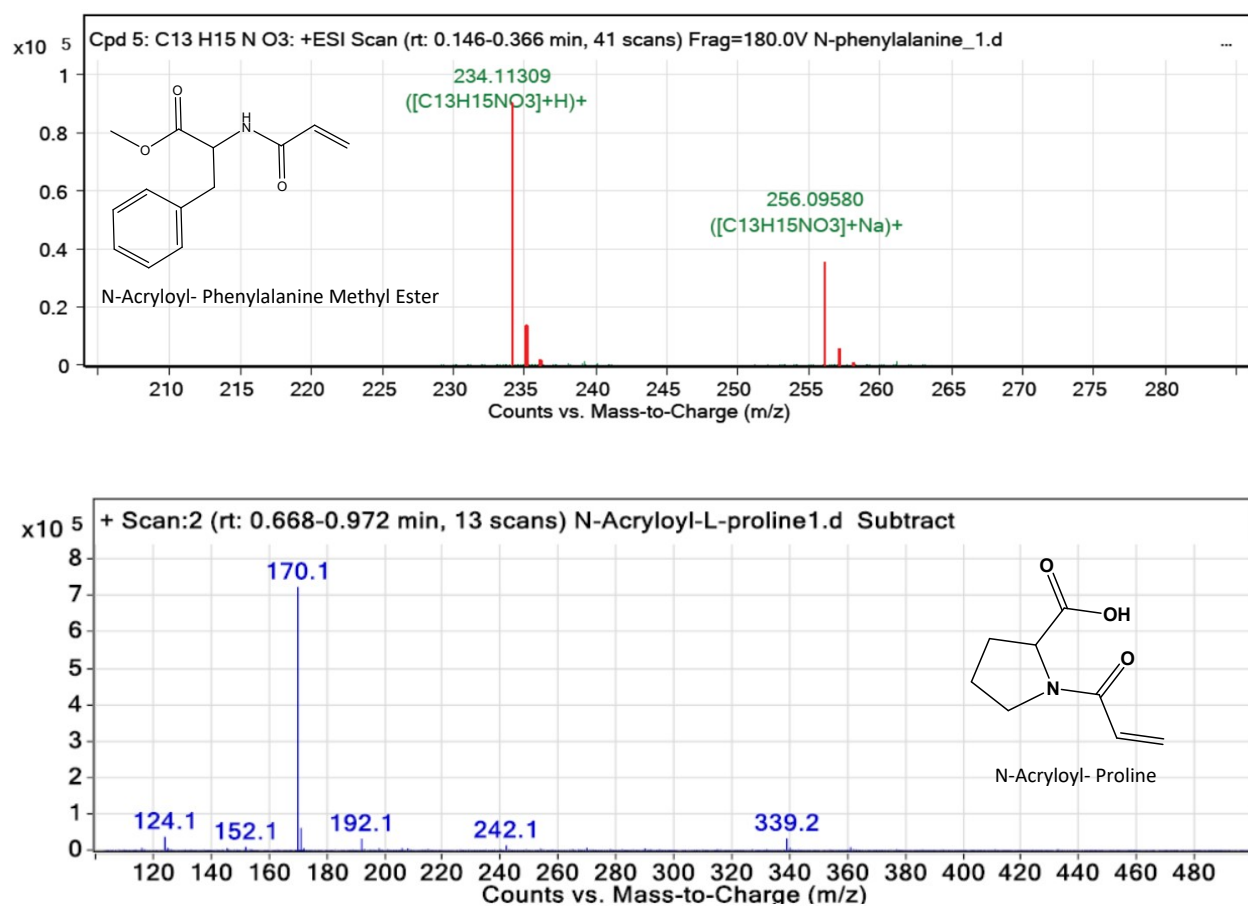 x10 5
Cpd 5: C13 H15 N O3: +ESI Scan (rt: 0.146-0.366 min, 41 scans) Frag=180.0V N-phenylalanine_1.d ...
1
234.11309
([C13H15NO3]+H)+
0.8
0.6
256.09580
([C13H15NO3]+Na)+
0.4
0.2
0
O
O
H
N
O
N-Acryloyl- Phenylalanine Methyl Ester
210 215 220 225 230 235 240 245 250 255 260 265 270 275 280
Counts vs. Mass-to-Charge (m/z)
x10 5
+ Scan:2 (rt: 0.668-0.972 min, 13 scans) N-Acryloyl-L-proline1.d Subtract
8
7
6
5
4
3
2
1
0
170.1
124.1
152.1
192.1
242.1
339.2
O
OH
O
N
N-Acryloyl- Proline
120 140 160 180 200 220 240 260 280 300 320 340 360 380 400 420 440 460 480
Counts vs. Mass-to-Charge (m/z)